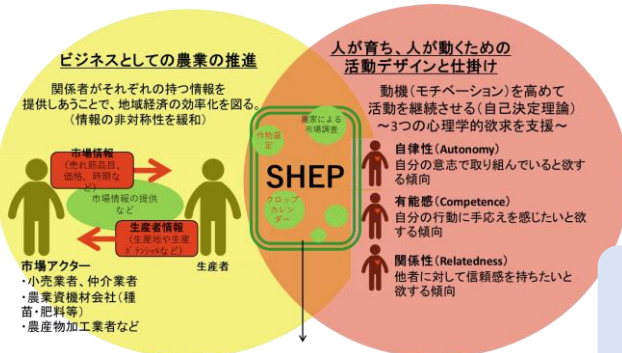 ビジネスとしての農業の推進
関係者がそれぞれの持つ情報を
提供しあうことで、地域経済の効率化を図る。
(情報の非対称性を緩和)
市場情報
(売れ筋品目、
価格、時期な
ど)
市場情報の提供
など
生産者情報
(生産地や生産
ポテンシャルなど)
市場アクター
・小売業者、仲介業者
・農業資機材会社(種
苗・肥料等)
・農産物加工業者など
生産者
作物選
定
農家による
市場調査
SHEP
クロップ
カレン
ダー
人が育ち、人が動くための
活動デザインと仕掛け
動機(モチベーション)を高めて
活動を継続させる(自己決定理論)
～3つの心理学的欲求を支援～
自律性(Autonomy)
自分の意志で取り組んでいると欲す
る傾向
有能感(Competence)
自分の行動に手応えを感じたいと欲
する傾向
関係性(Relatedness)
他者に対して信頼感を持ちたいと
欲する傾向